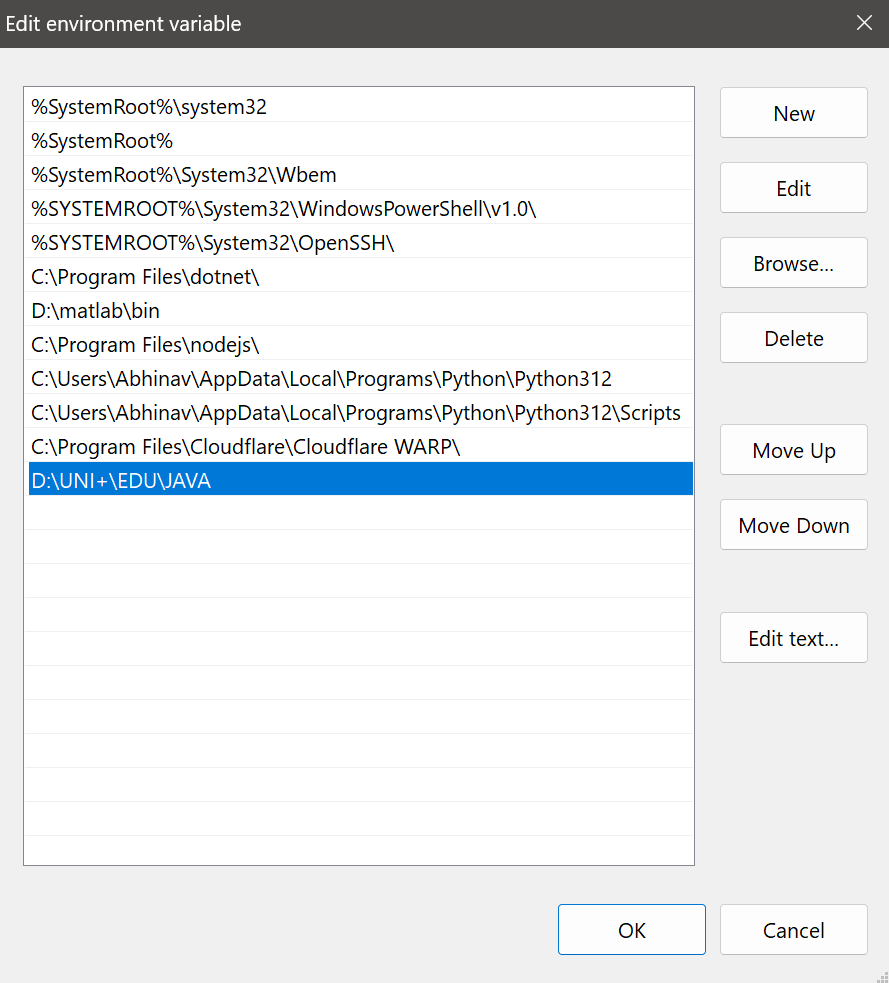 Edit environment variable
%SystemRoot%\system32
%SystemRoot%
%SystemRoot%\System32\Wbem
%SYSTEMROOT%\System32\WindowsPowerShell\v1.0\
%SYSTEMROOT%\System32\OpenSSH\
C:\Program Files\dotnet\
D:\matlab\bin
C:\Program Files\nodejs\
C:\Users\Abhinav\AppData\Local\Programs\Python\Python312
C:\Users\Abhinav\AppData\Local\Programs\Python\Python312\Scripts
C:\Program Files\Cloudflare\Cloudflare WARP\
D:\UNI+\EDU\JAVA
New
Edit
Browse...
Delete
Move Up
Move Down
Edit text...
OK
Cancel